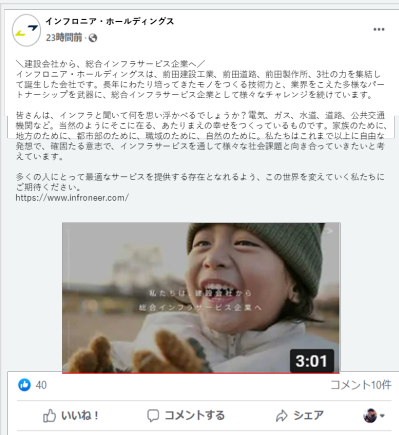 インフロニア・ホールディングス
23時間前・
＼建設会社から、総合インフラサービス企業へ／
インフロニア・ホールディングスは、前田建設工業、前田道路、前田製作所、3社の力を集結し
て誕生した会社です。長年にわたり培ってきたモノをつくる技術力と、業界をこえた多様なパー
トナーシップを武器に、総合インフラサービス企業として様々なチャレンジを続けています。
皆さんは、インフラと聞いて何を思い浮かべるでしょうか？電気、ガス、水道、道路、公共交通
機関など。当然のようにそこに在る、あたりまえの幸せをつくっているものです。家族のために、
地方のために、都市部のために、職域のために、自然のために。私たちはこれまで以上に自由な
発想で、確固たる意志で、インフラサービスを通して様々な社会課題と向き合っていきたいと考
えています。
多くの人にとって最適なサービスを提供する存在となれるよう、この世界を変えていく私たちに
ご期待ください。
https://www.infroneer.com/
私たちは、建設会社から
総合インフラサービス企業へ
3:01
40
コメント10件
いいね！
コメントする
シェア